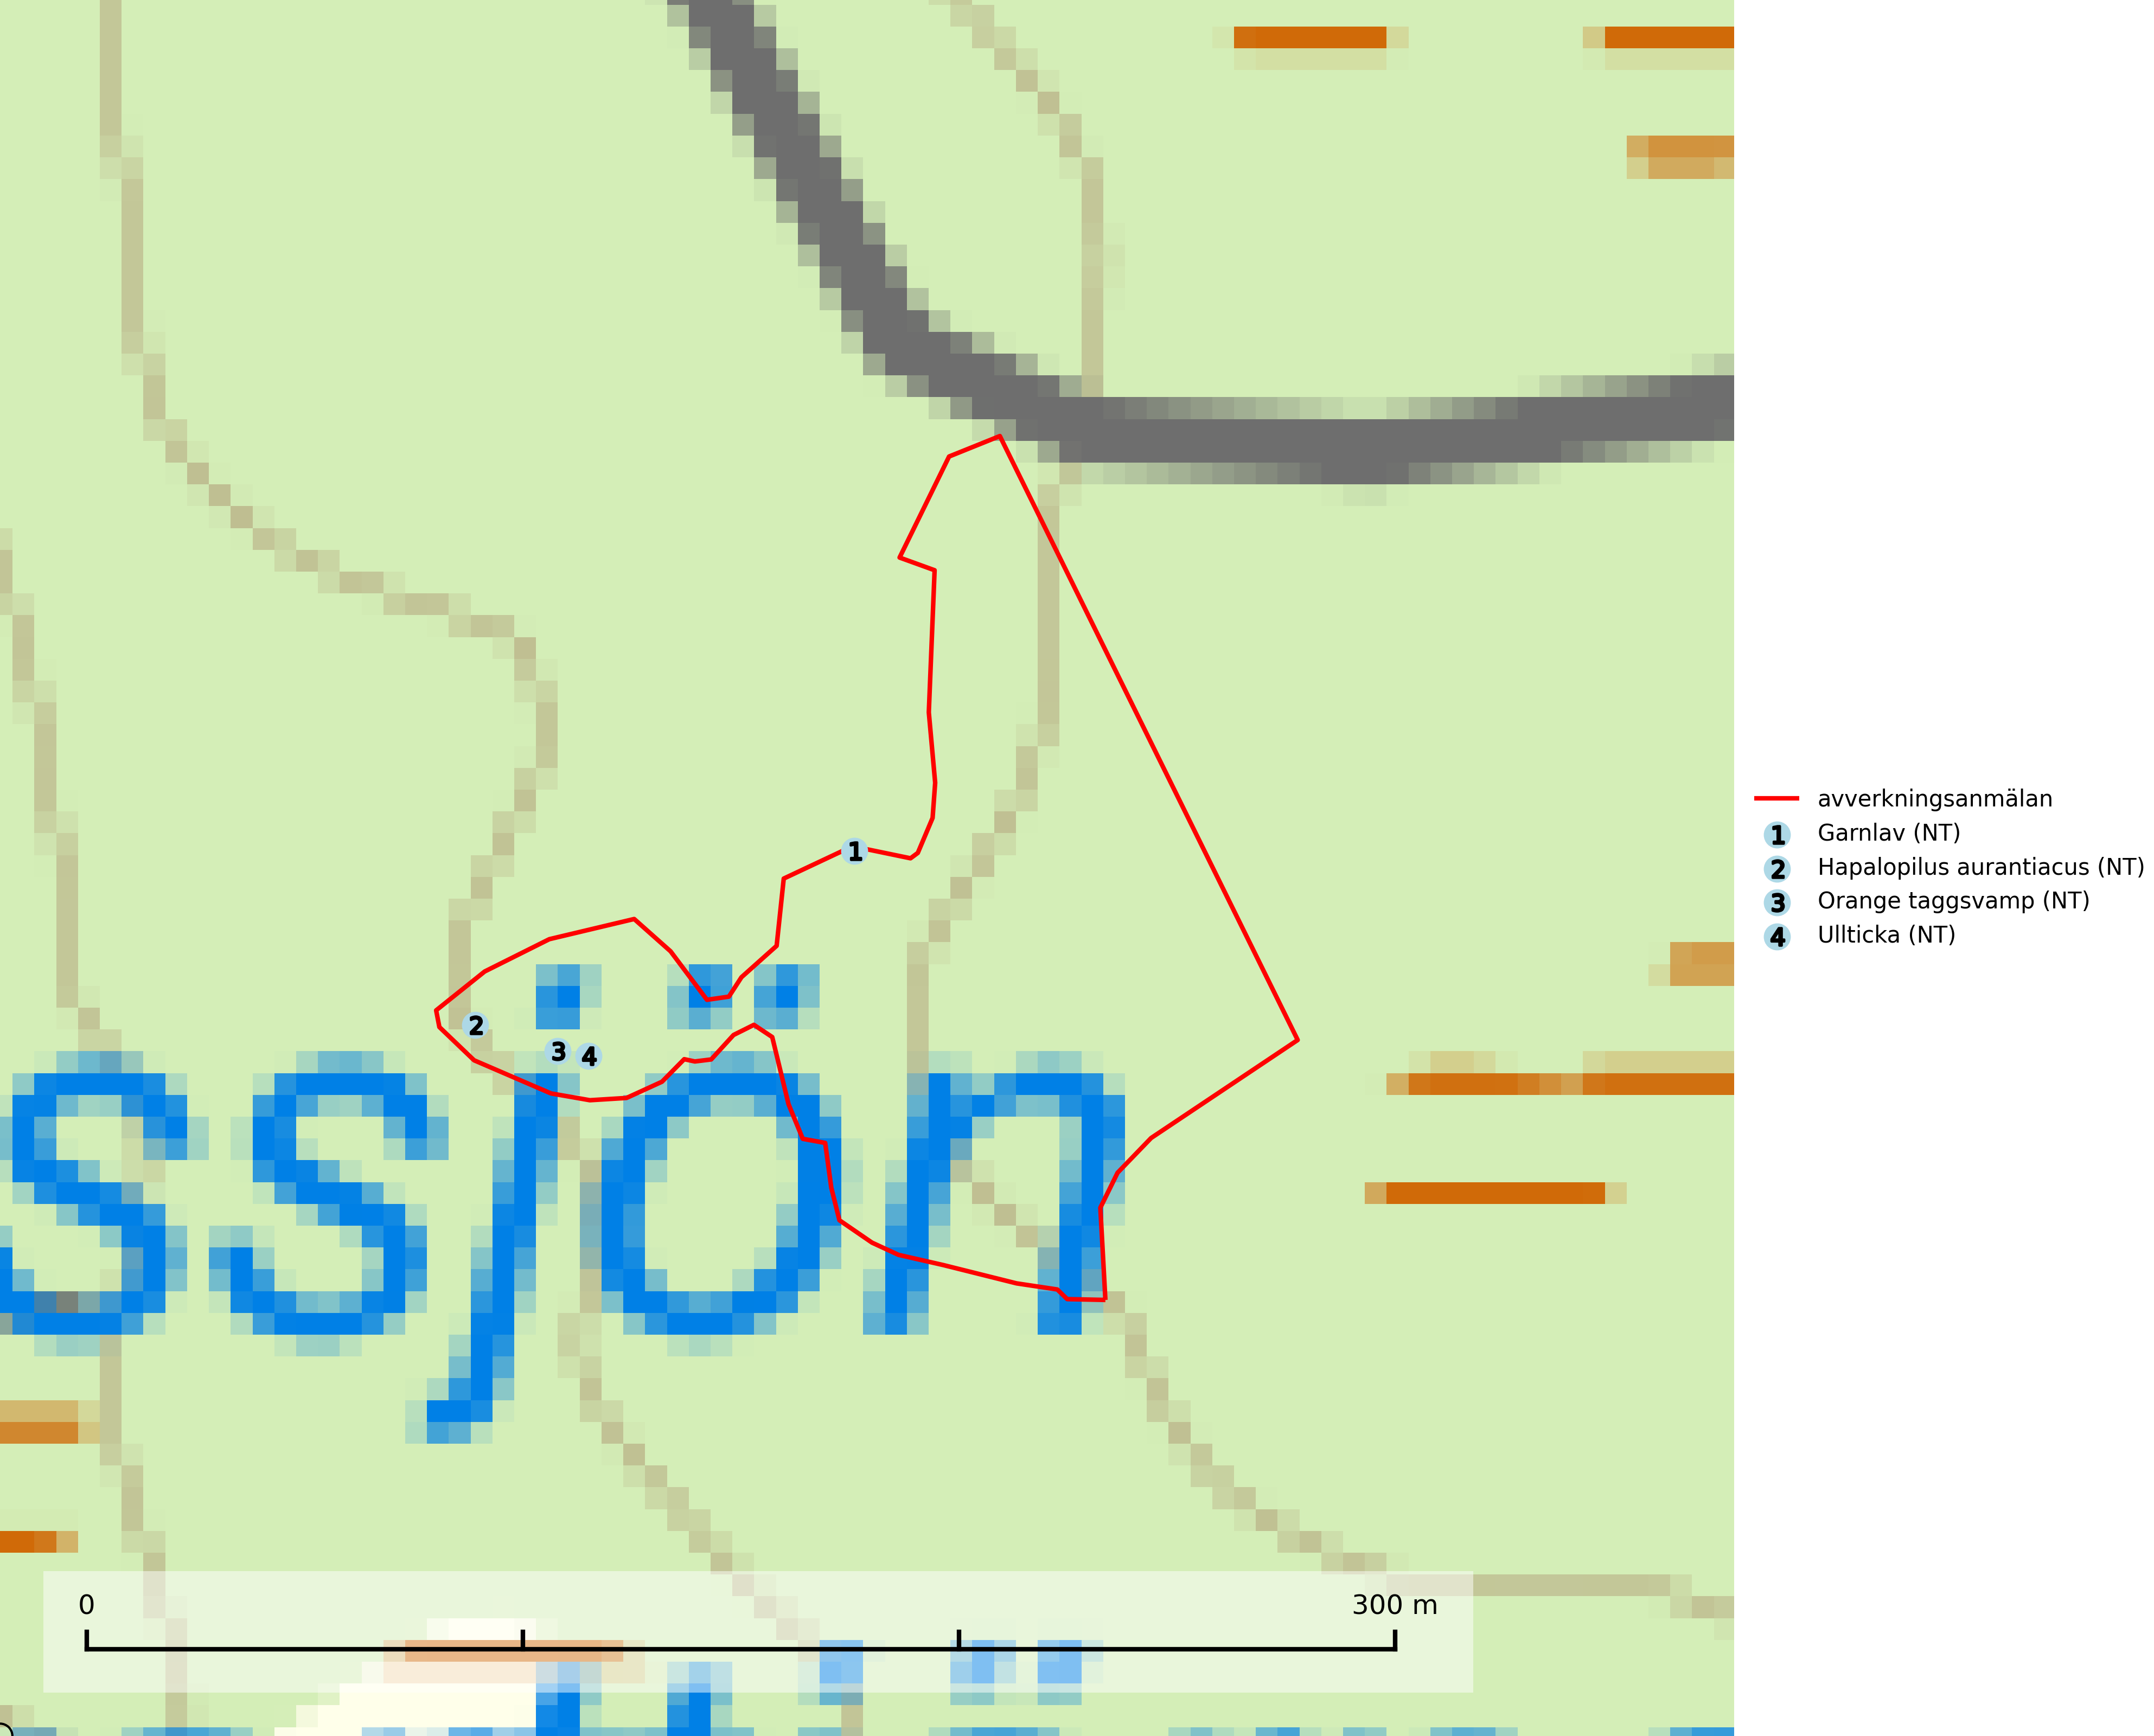 1
2
3
4
ssjön
0
300 m
avverkningsanmälan
1 Garnlav (NT)
2 Hapalopilus aurantiacus (NT)
3 Orange taggsvamp (NT)
4 Ullticka (NT)